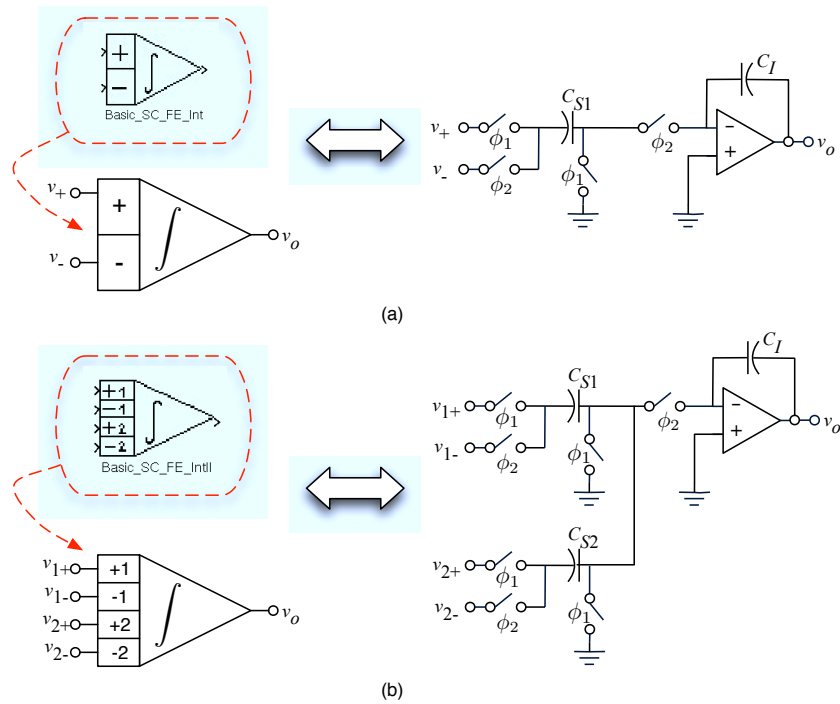 +
−
∫
Basic_SC_FE_Int
v+
v-
+
-
∫
vo
v+
v-
ϕ1
ϕ2
CS1
ϕ1
ϕ2
CI
−
+
vo
(a)
+1
−1
+2
−2
∫
Basic_SC_FE_IntII
v1+
v1-
v2+
v2-
+1
-1
+2
-2
∫
vo
v1+
v1-
ϕ1
ϕ2
CS1
ϕ1
ϕ2
CI
−
+
vo
v2+
v2-
ϕ1
ϕ2
CS2
ϕ1
(b)